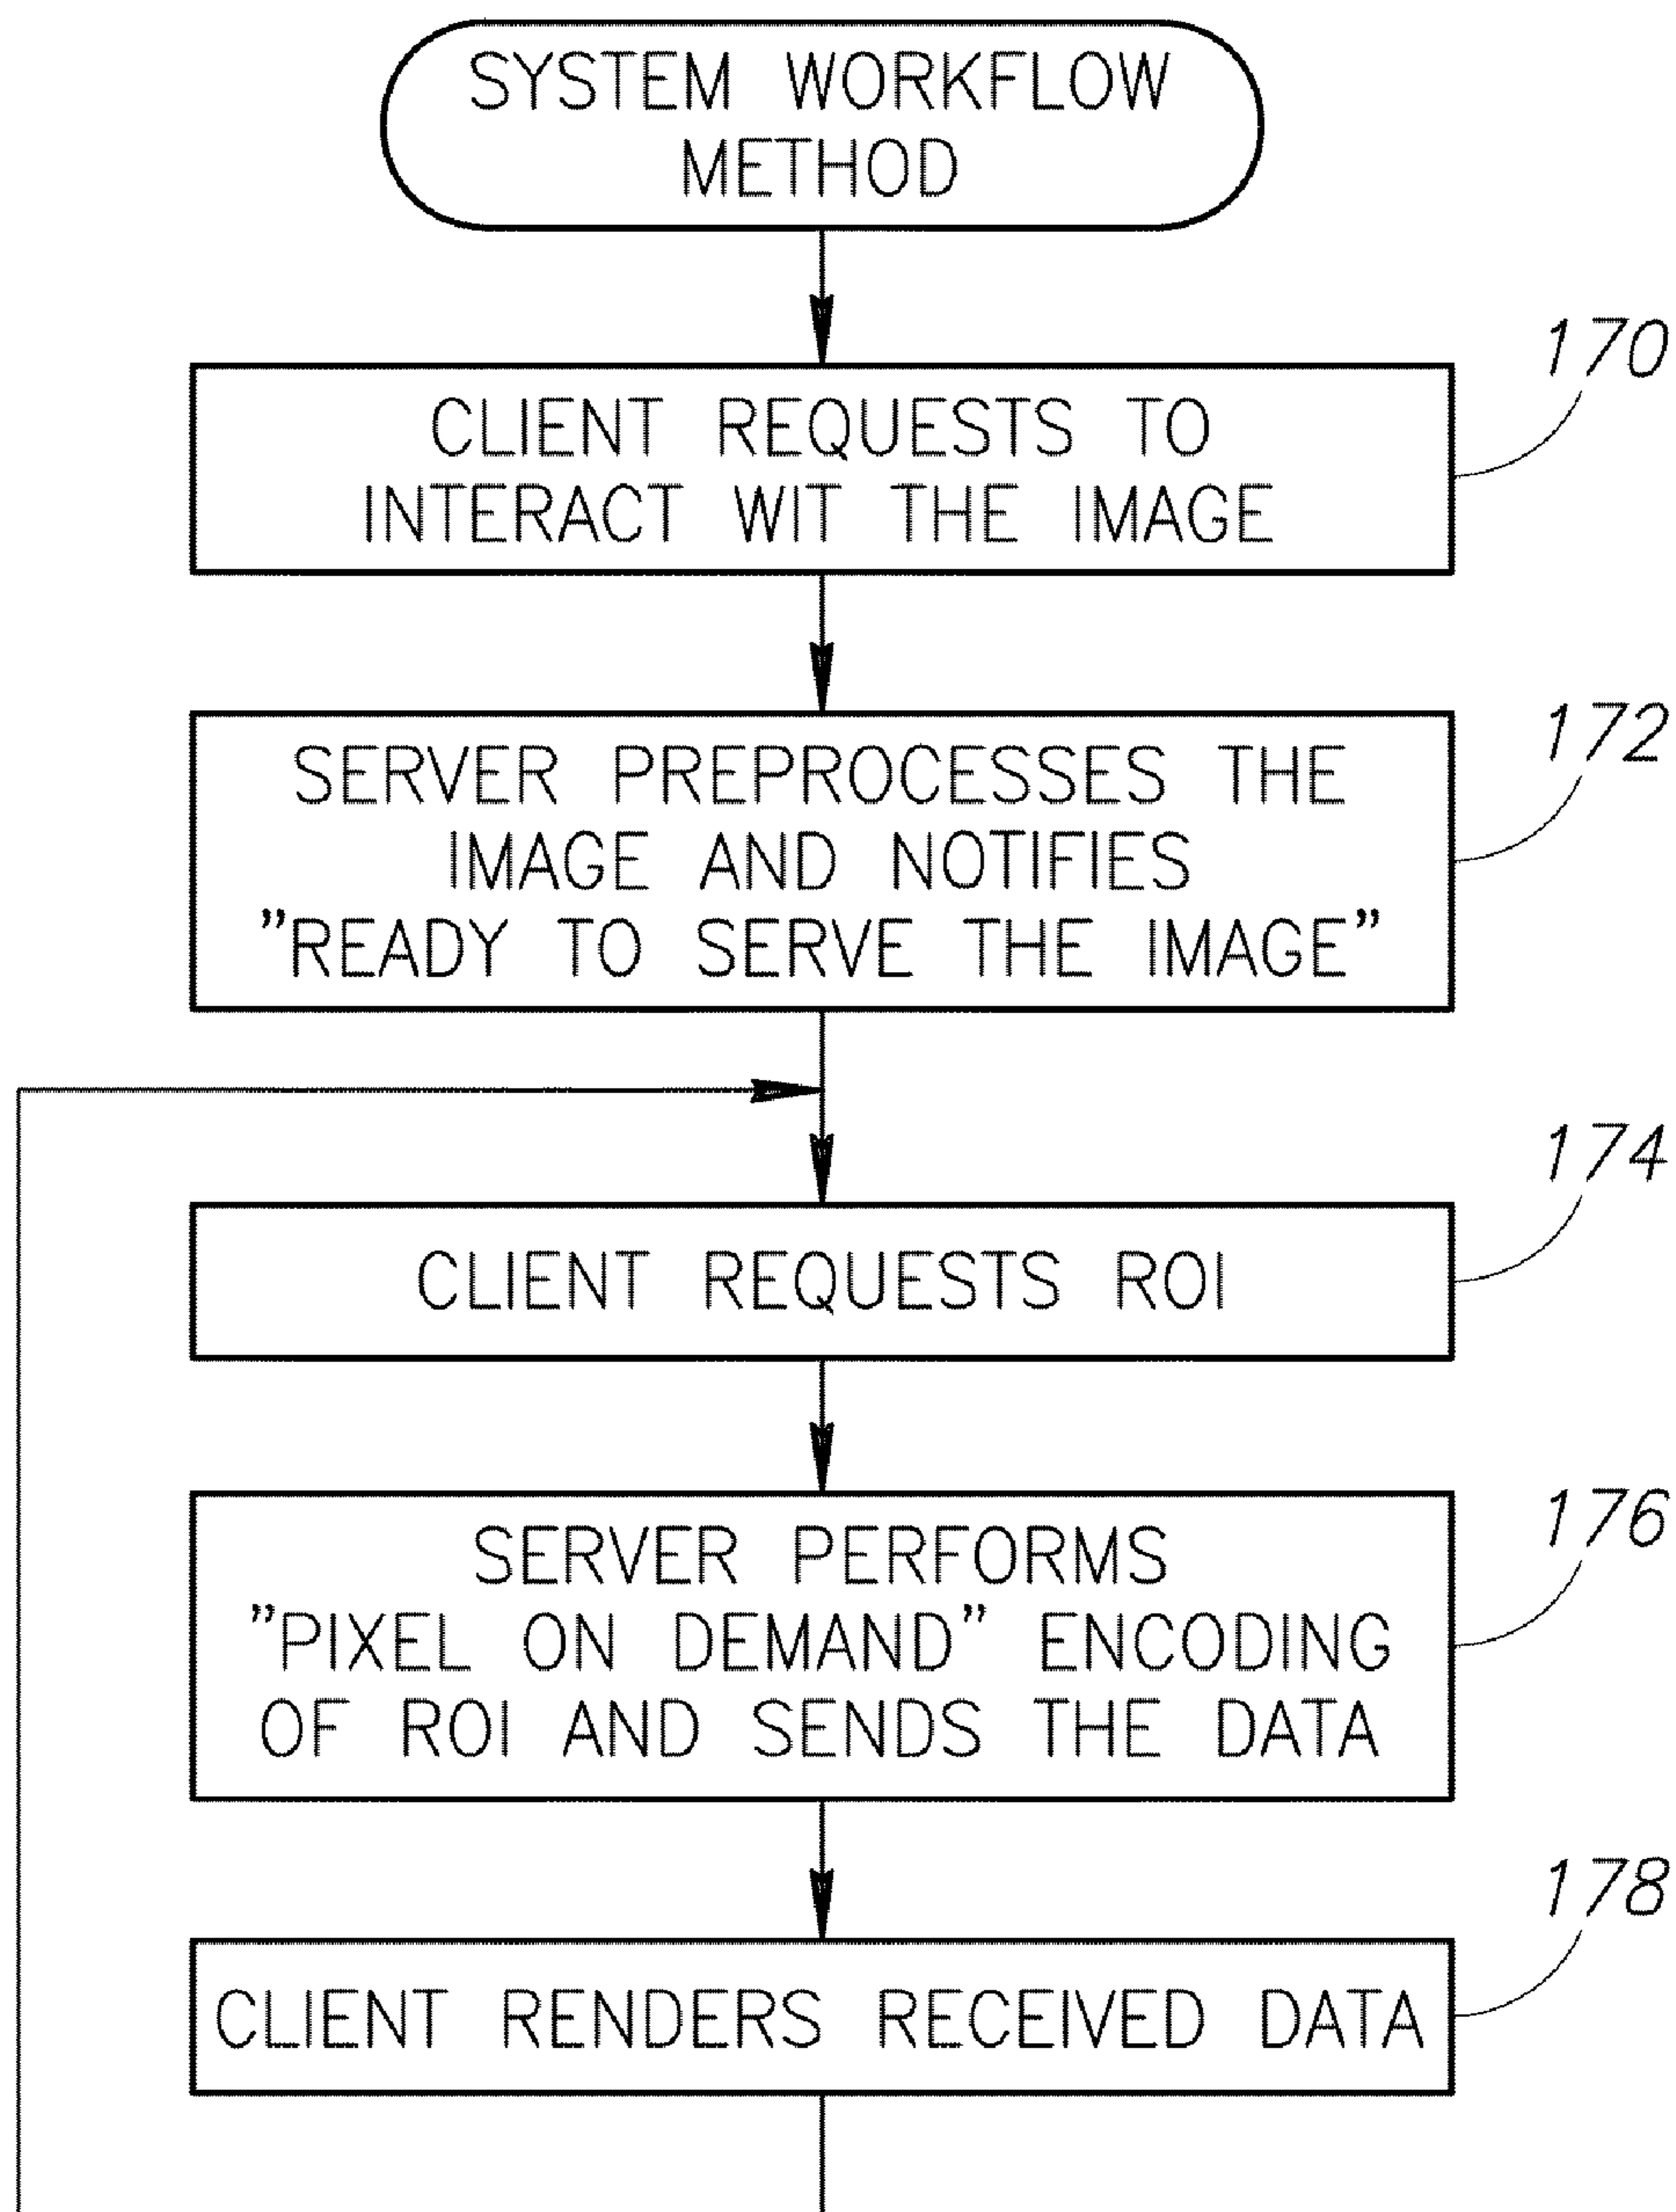 SYSTEM WORKFLOW
METHOD
170
CLIENT REQUESTS TO
INTERACT WIT THE IMAGE
172
SERVER PREPROCESSES THE
IMAGE AND NOTIFIES
"READY TO SERVE THE IMAGE"
174
CLIENT REQUESTS ROI
176
SERVER PERFORMS
"PIXEL ON DEMAND" ENCODING
OF ROI AND SENDS THE DATA
178
CLIENT RENDERS RECEIVED DATA